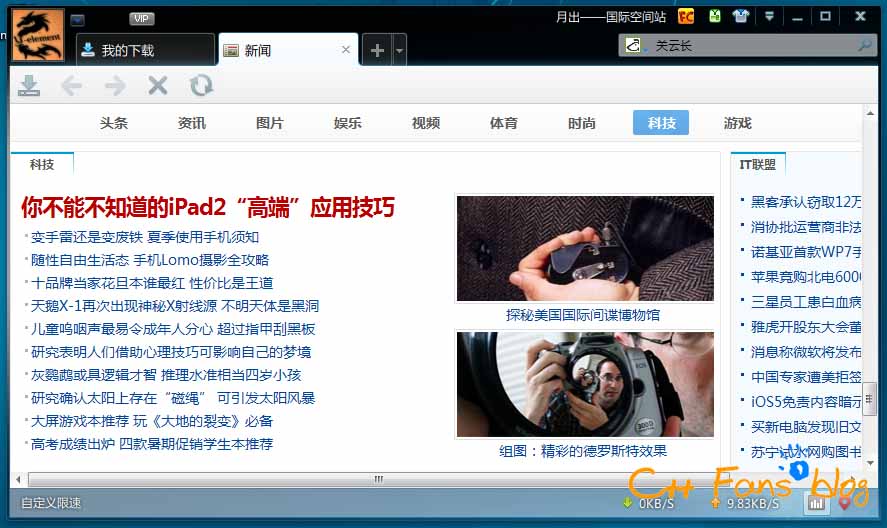 VIP
月出——国际空间站
FC
U-element
我的下载
新闻
关云长
头条 资讯 图片 娱乐 视频 体育 时尚 科技 游戏
科技
你不能不知道的iPad2“高端”应用技巧
变手雷还是变废铁 夏季使用手机须知
随性自由生活态 手机Lomo摄影全攻略
十品牌当家花旦本谁最红 性价比是王道
天鹅X-1再次出现神秘X射线源 不明天体是黑洞
儿童呜咽声最易令成年人分心 超过指甲刮黑板
研究表明人们借助心理技巧可影响自己的梦境
灰鹦鹉或具逻辑才智 推理水准相当四岁小孩
研究确认太阳上存在“磁绳” 可引发太阳风暴
大屏游戏本推荐 玩《大地的裂变》必备
高考成绩出炉 四款暑期促销学生本推荐
探秘美国国际间谍博物馆
组图：精彩的德罗斯特效果
IT联盟
黑客承认窃取12万
消协批运营商非法
诺基亚首款WP7手
苹果竞购北电6000
三星员工患白血病
雅虎开股东大会董
消息称微软将发布
中国专家遭美拒签
iOS5免责内容暗示
买新电脑发现旧文
苏宁试水网购图书
C++ Fans blog
自定义限速
0KB/S
9.83KB/S